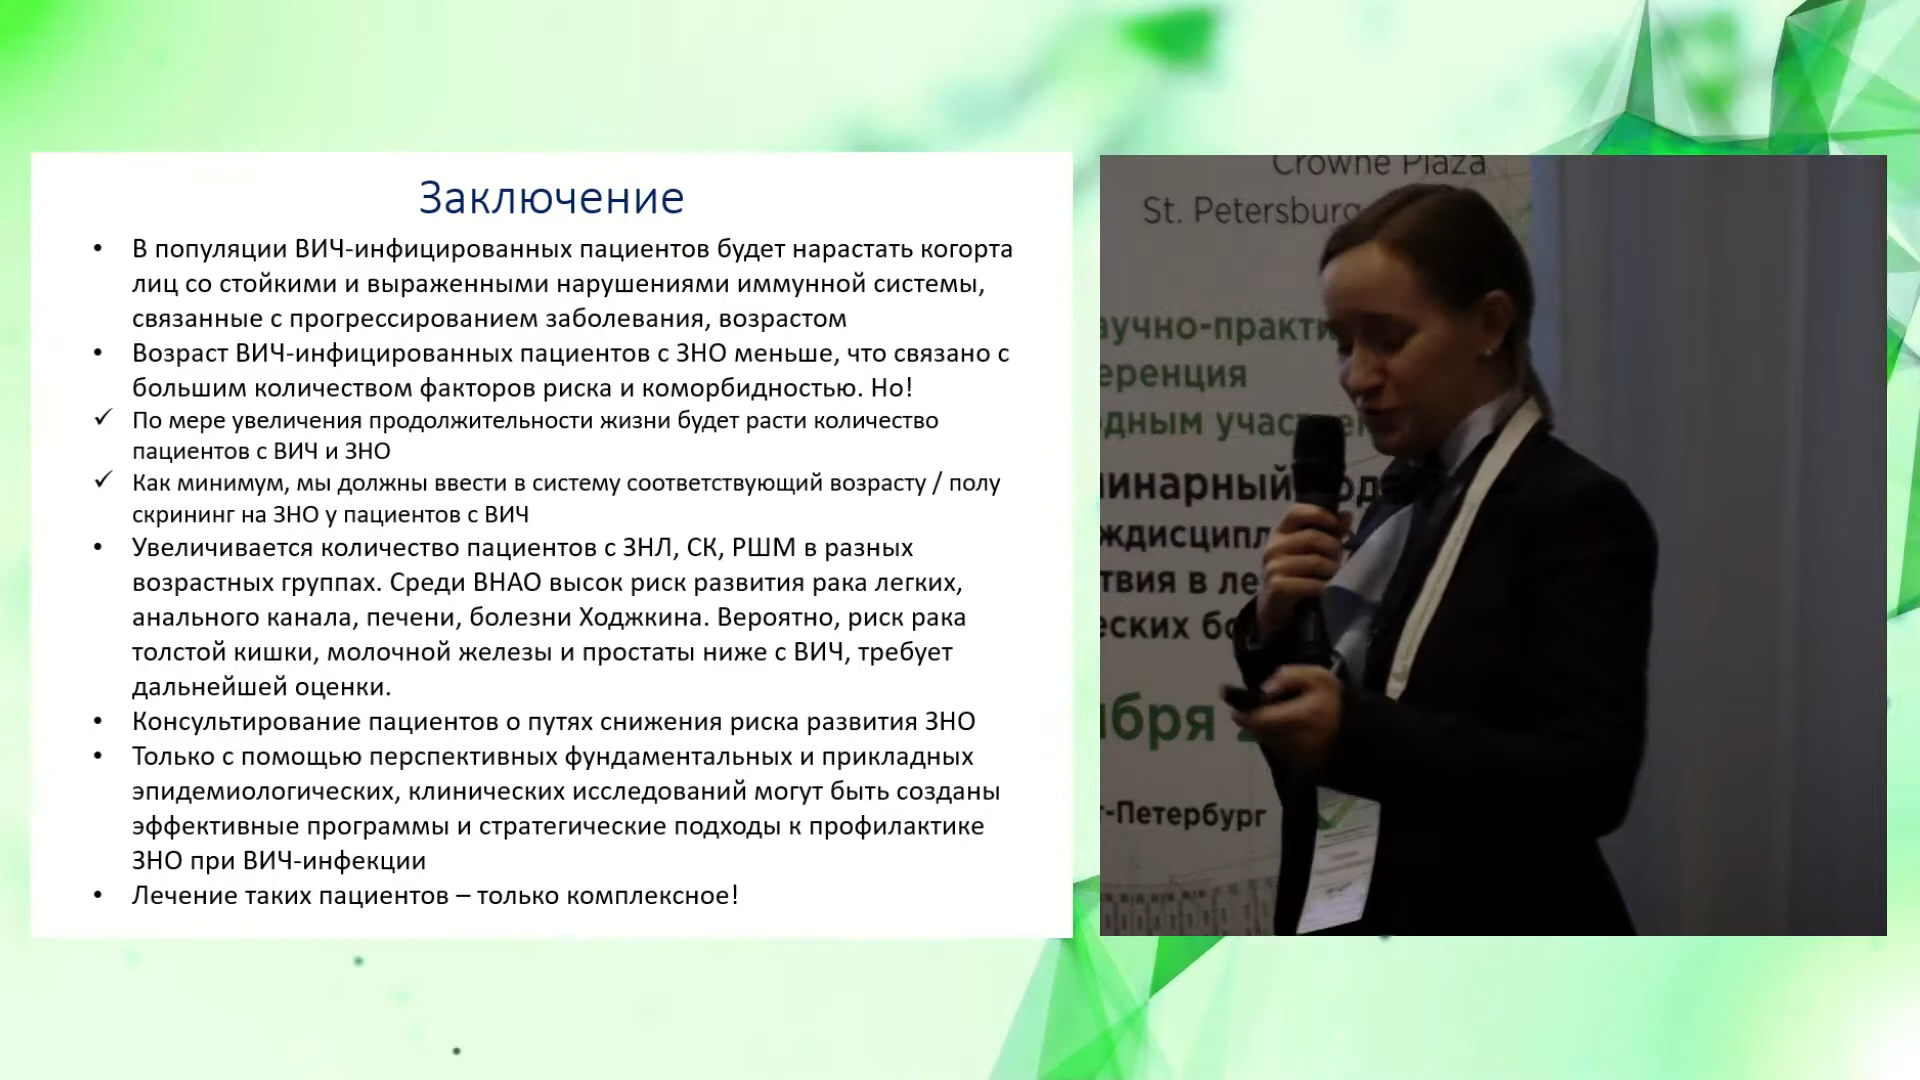 Заключение
• В популяции ВИЧ-инфицированных пациентов будет нарастать когорта
лиц со стойкими и выраженными нарушениями иммунной системы,
связанные с прогрессированием заболевания, возрастом
• Возраст ВИЧ-инфицированных пациентов с ЗНО меньше, что связано с
большим количеством факторов риска и коморбидностью. Но!
✓ По мере увеличения продолжительности жизни будет расти количество
пациентов с ВИЧ и ЗНО
✓ Как минимум, мы должны ввести в систему соответствующий возрасту / полу
скрининг на ЗНО у пациентов с ВИЧ
• Увеличивается количество пациентов с ЗНЛ, СК, РШМ в разных
возрастных группах. Среди ВНАО высок риск развития рака легких,
анального канала, печени, болезни Ходжкина. Вероятно, риск рака
толстой кишки, молочной железы и простаты ниже с ВИЧ, требует
дальнейшей оценки.
• Консультирование пациентов о путях снижения риска развития ЗНО
• Только с помощью перспективных фундаментальных и прикладных
эпидемиологических, клинических исследований могут быть созданы
эффективные программы и стратегические подходы к профилактике
ЗНО при ВИЧ-инфекции
• Лечение таких пациентов – только комплексное!
Crowne Plaza
St. Petersburg
аучно-практи
еренция
одным участ
инарный
ждисципл
твия в ле
еских бо
бря
-Петербург